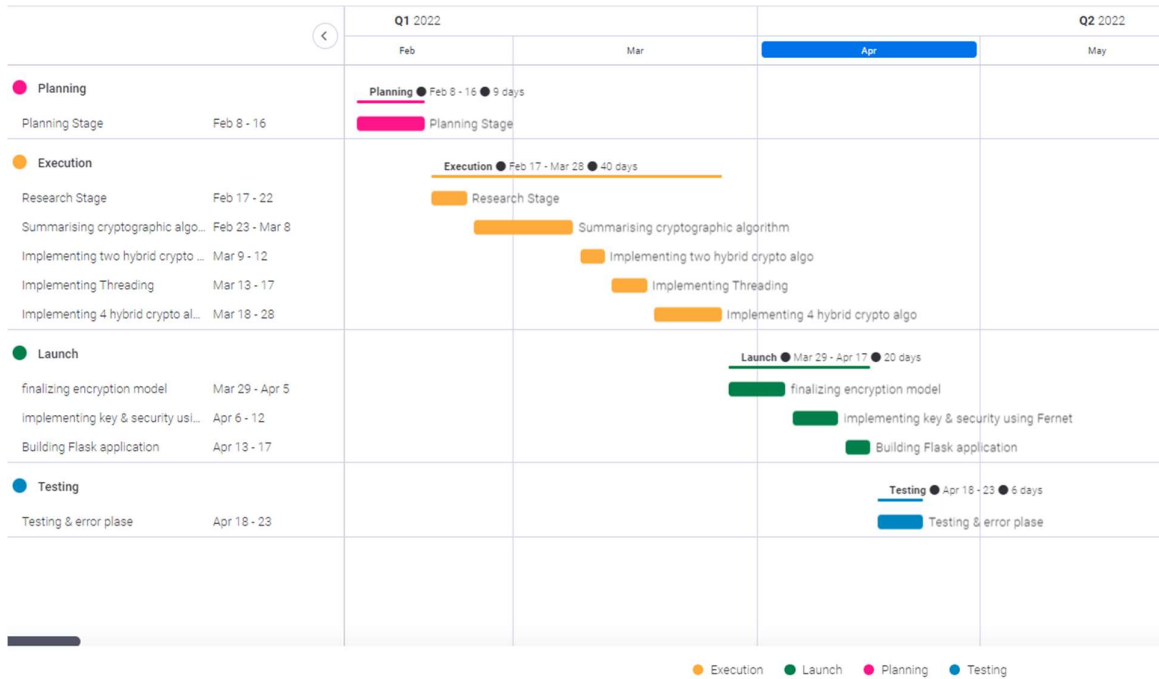 Q1 2022 Q2 2022
Feb Mar Apr May
Planning
Planning ● Feb 8 - 16 ● 9 days
Planning Stage Feb 8 - 16 Planning Stage
Execution
Execution ● Feb 17 - Mar 28 ● 40 days
Research Stage Feb 17 - 22 Research Stage
Summarising cryptographic algo... Feb 23 - Mar 8 Summarising cryptographic algorithm
Implementing two hybrid crypto ... Mar 9 - 12 Implementing two hybrid crypto algo
Implementing Threading Mar 13 - 17 Implementing Threading
Implementing 4 hybrid crypto al... Mar 18 - 28 Implementing 4 hybrid crypto algo
Launch
Launch ● Mar 29 - Apr 17 ● 20 days
finalizing encryption model Mar 29 - Apr 5 finalizing encryption model
implementing key & security usi... Apr 6 - 12 implementing key & security using Fernet
Building Flask application Apr 13 - 17 Building Flask application
Testing
Testing ● Apr 18 - 23 ● 6 days
Testing & error plase Apr 18 - 23 Testing & error plase
Execution Launch Planning Testing